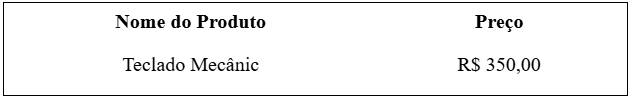 Nome do Produto Preço
Teclado Mecânic R$ 350,00